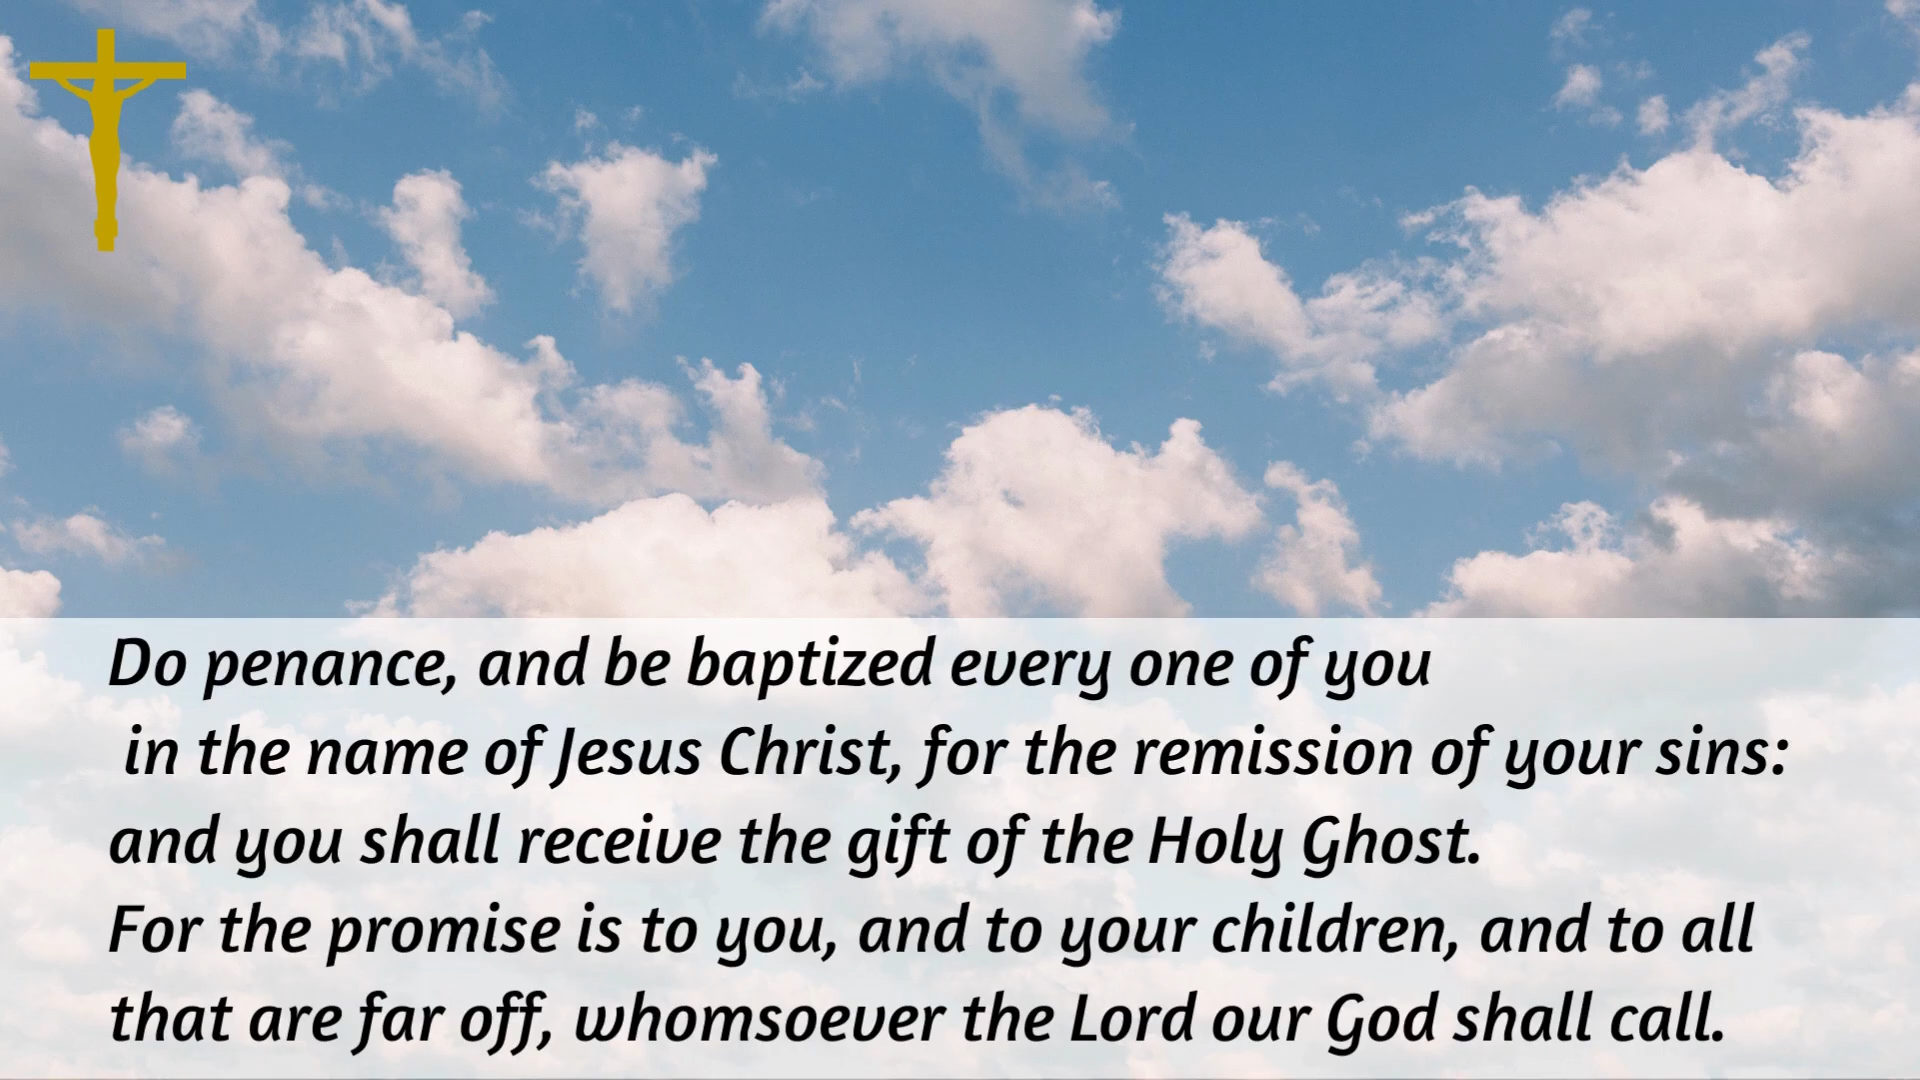 Do penance, and be baptized every one of you
in the name of Jesus Christ, for the remission of your sins:
and you shall receive the gift of the Holy Ghost.
For the promise is to you, and to your children, and to all
that are far off, whomsoever the Lord our God shall call.